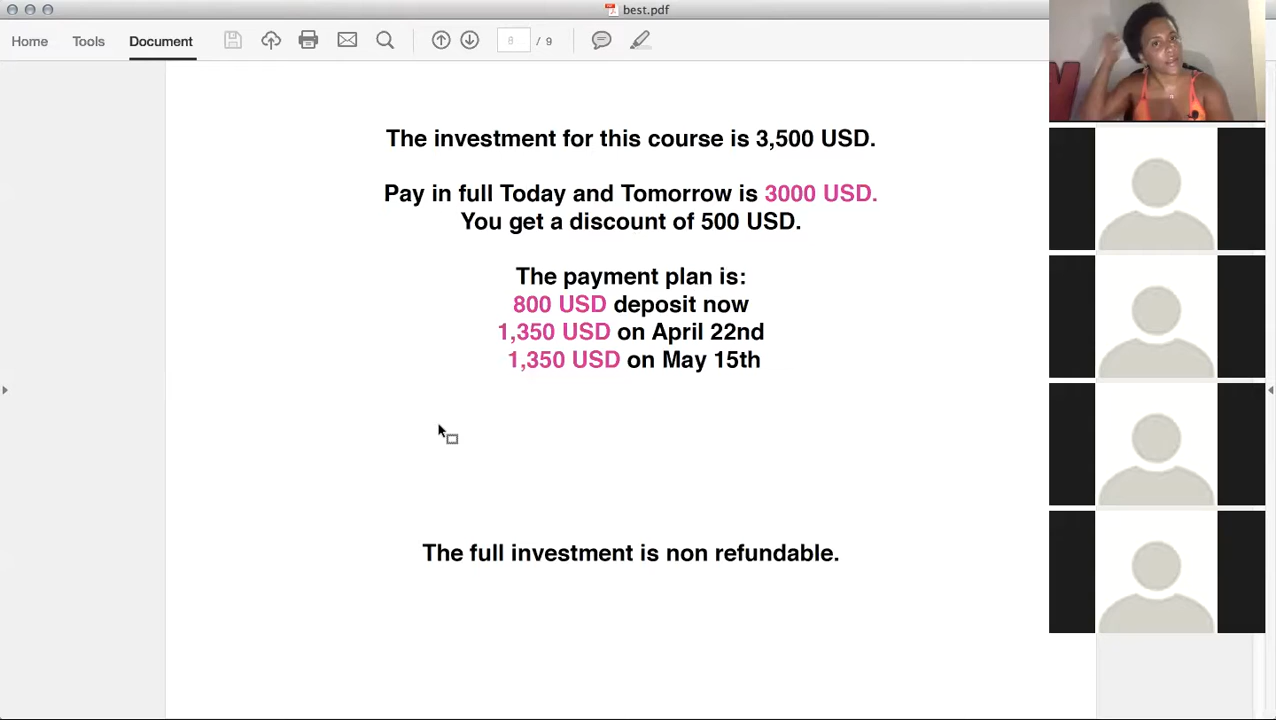 best.pdf
Home Tools Document 8 / 9
The investment for this course is 3,500 USD.
Pay in full Today and Tomorrow is 3000 USD.
You get a discount of 500 USD.
The payment plan is:
800 USD deposit now
1,350 USD on April 22nd
1,350 USD on May 15th
The full investment is non refundable.